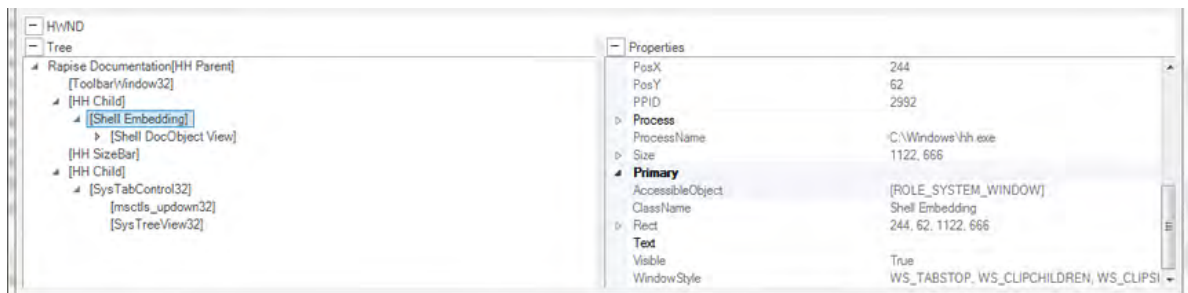 HWND
Tree
Rapise Documentation[HH Parent]
[ToolbarWindow32]
[HH Child]
[Shell Embedding]
[Shell DocObject View]
[HH SizeBar]
[HH Child]
[SysTabControl32]
[msctls_updown32]
[SysTreeView32]
Properties
PosX 244
PosY 62
PPID 2992
Process
ProcessName C:\Windows\hh.exe
Size 1122, 666
Primary
AccessibleObject [ROLE_SYSTEM_WINDOW]
ClassName Shell Embedding
Rect 244, 62, 1122, 666
Text
Visible True
WindowStyle WS_TABSTOP, WS_CLIPCHILDREN, WS_CLIPSI